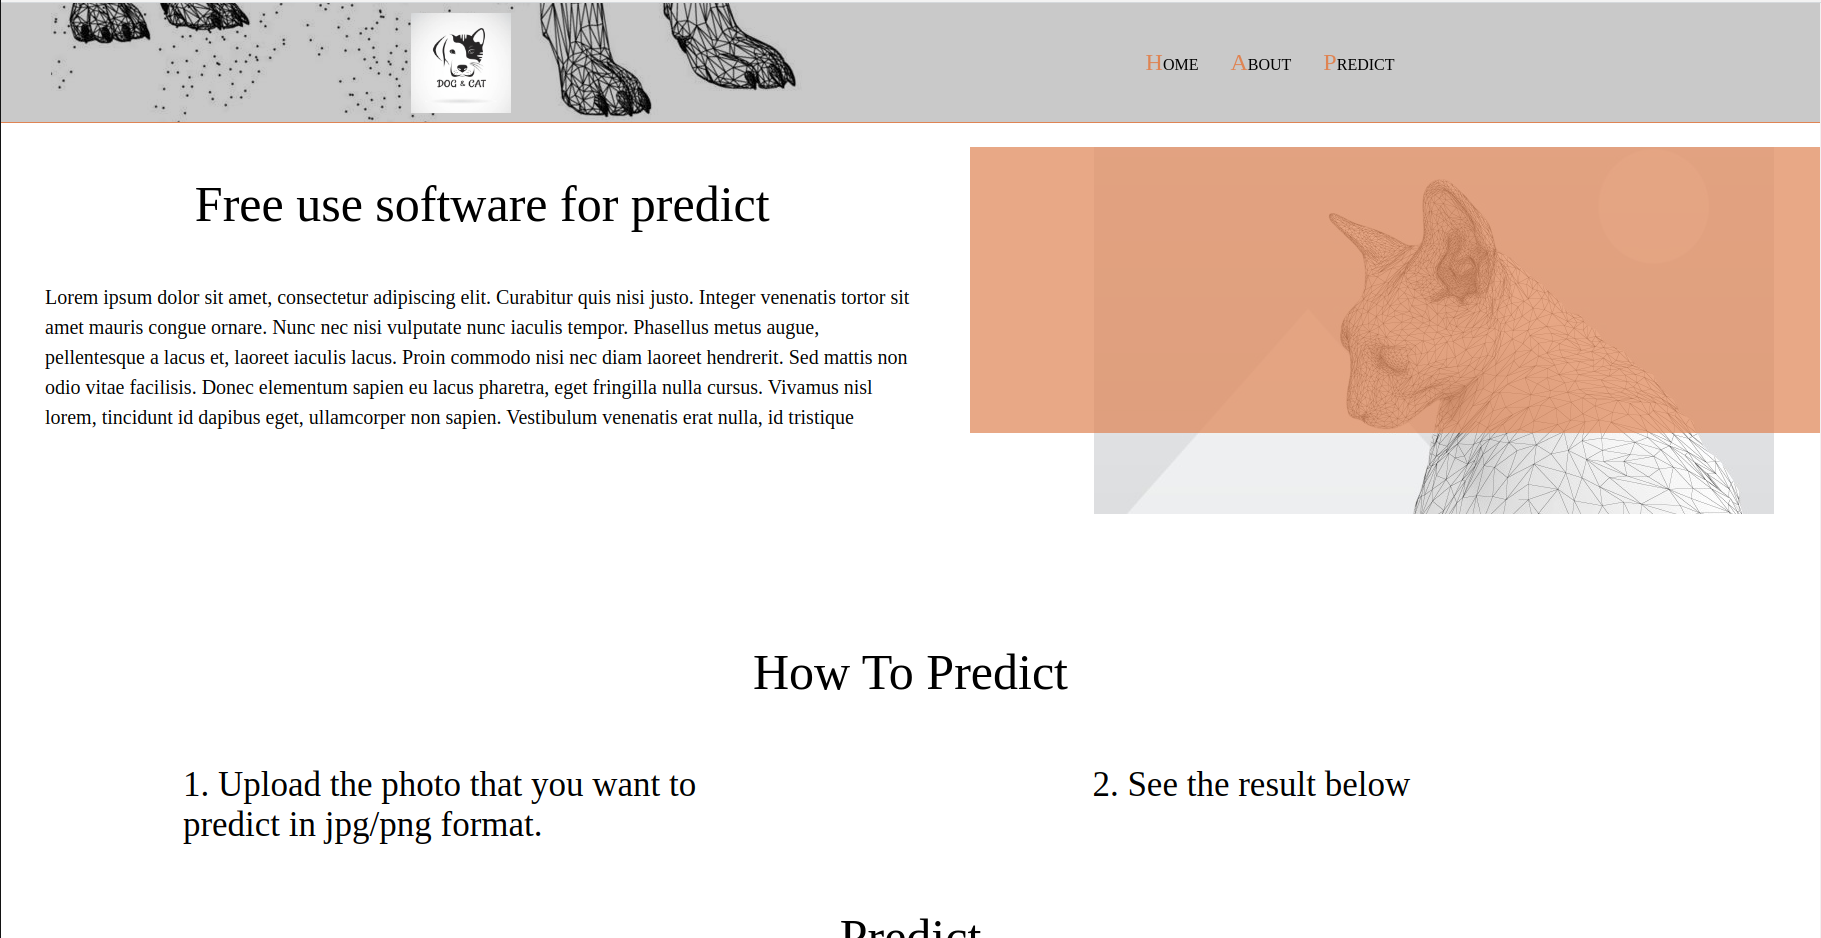 DOG & CAT
HOME ABOUT PREDICT
Free use software for predict
Lorem ipsum dolor sit amet, consectetur adipiscing elit. Curabitur quis nisi justo. Integer venenatis tortor sit
amet mauris congue ornare. Nunc nec nisi vulputate nunc iaculis tempor. Phasellus metus augue,
pellentesque a lacus et, laoreet iaculis lacus. Proin commodo nisi nec diam laoreet hendrerit. Sed mattis non
odio vitae facilisis. Donec elementum sapien eu lacus pharetra, eget fringilla nulla cursus. Vivamus nisl
lorem, tincidunt id dapibus eget, ullamcorper non sapien. Vestibulum venenatis erat nulla, id tristique
How To Predict
1. Upload the photo that you want to
predict in jpg/png format.
2. See the result below
Predict